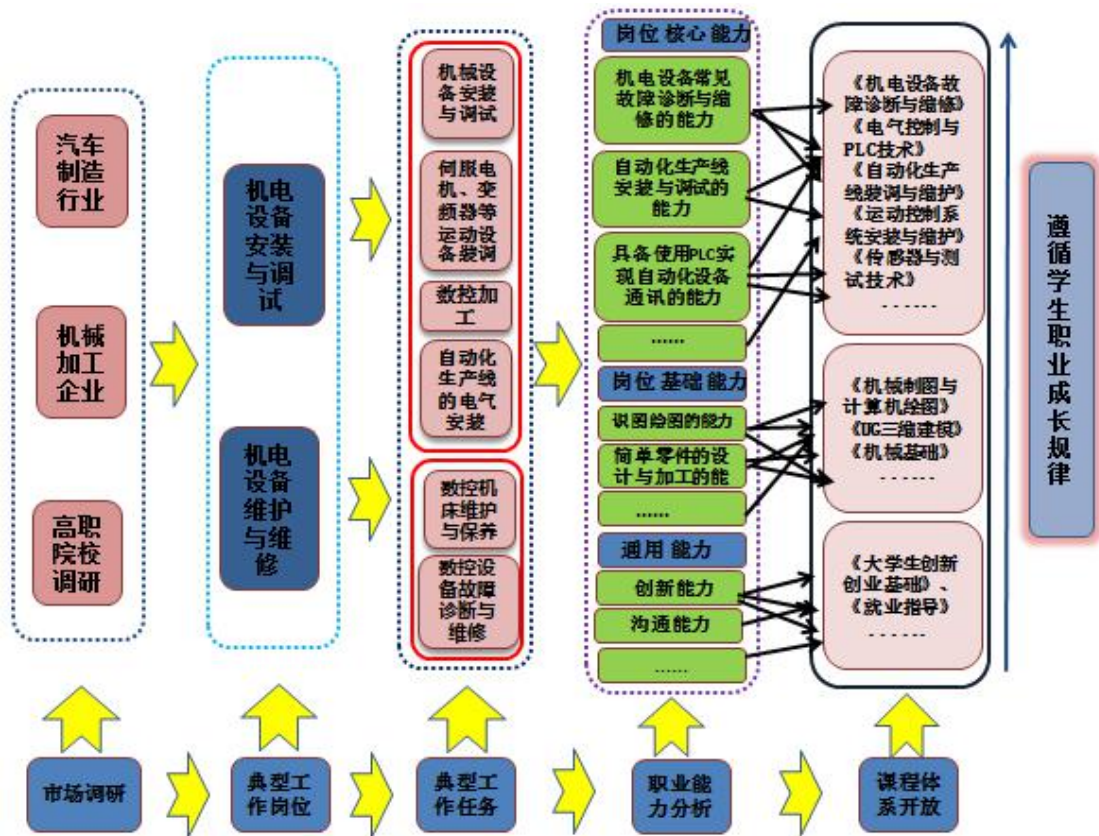 汽车
制造
行业
机械
加工
企业
高职
院校
调研
机电
设备
安装
与调
试
机电
设备
维护
与维
修
机械设
备安装
与调试
伺服电
机、变
频器等
运动设
备装调
数控加
工
自动化
生产线
的电气
安装
数控机
床维护
与保养
数控设
备故障
诊断与
维修
岗位 核心 能力
机电设备常见
故障诊断与维
修的能力
自动化生产线
安装与调试的
能力
具备使用PLC实
现自动化设备
通讯的能力
......
岗位 基础 能力
识图绘图的能力
简单零件的设
计与加工的能
......
通用 能力
创新能力
沟通能力
......
《机电设备故
障诊断与维修》
《电气控制与
PLC技术》
《自动化生产
线装调与维护》
《运动控制系
统安装与维护》
《传感器与测
试技术》
......
《机械制图与
计算机绘图》
《UG三维建模》
《机械基础》
......
《大学生创新
创业基础》、
《就业指导》
......
遵循学生职业成长规律
市场调研
典型工
作岗位
典型工
作任务
职业能
力分析
课程体
系开放